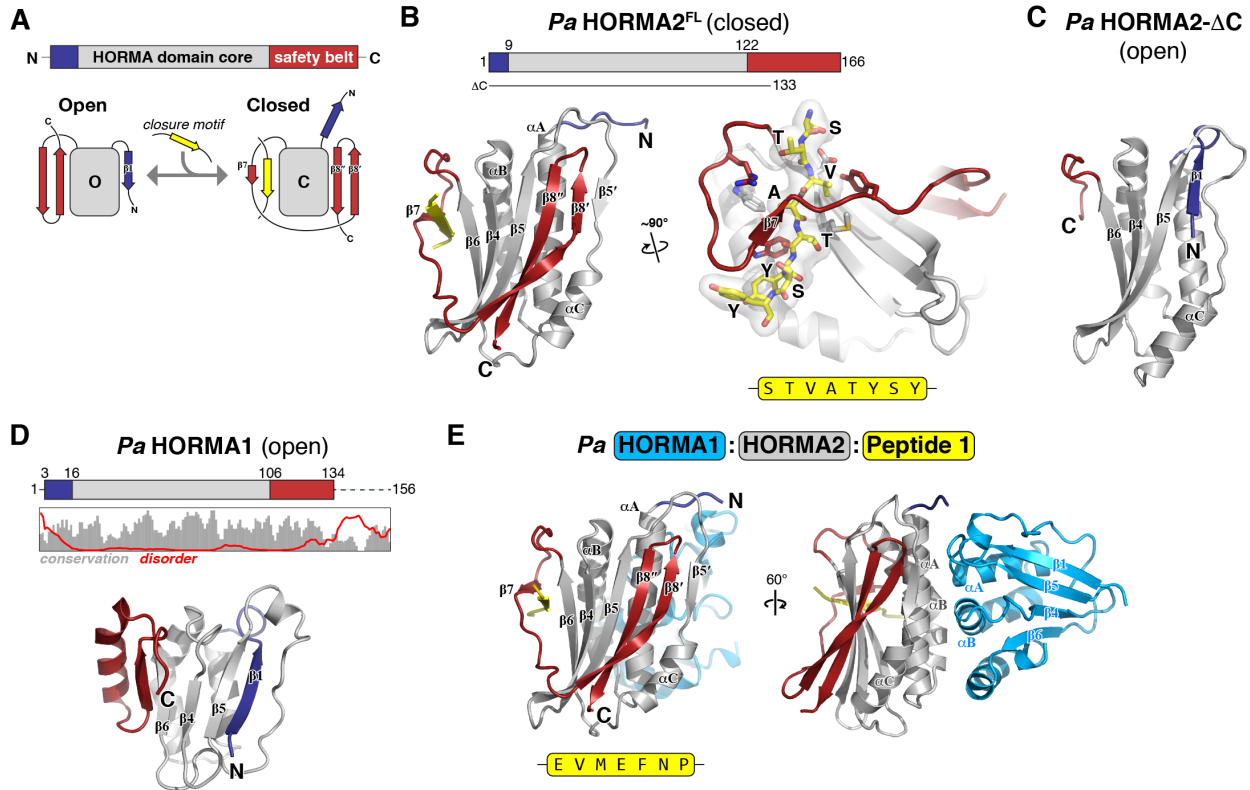 A
N
HORMA domain core
safety belt
C
Open
closure motif
Closed
C
O
β1
N
β7
C
β8″
β8′
N
C
B
Pa HORMA2FL (closed)
9
122
1
166
ΔC
133
αA
N
αB
β7
β8″
β8′
β5′
β6
β4
β5
αC
C
~90°
T
S
V
A
β7
T
Y
S
Y
S T V A T Y S Y
C
Pa HORMA2-ΔC
(open)
β1
C
β5
β6
β4
N
αC
D
Pa HORMA1 (open)
3
16
106
134
1
156
conservation
disorder
β1
C
β6
β4
β5
N
E
Pa HORMA1 : HORMA2 : Peptide 1
αA
N
αB
β8″
β8′
β5′
β7
β6
β4
β5
αC
C
E V M E F N P
60°
αA
αB
αC
β1
αA
β5
β4
αB
β6